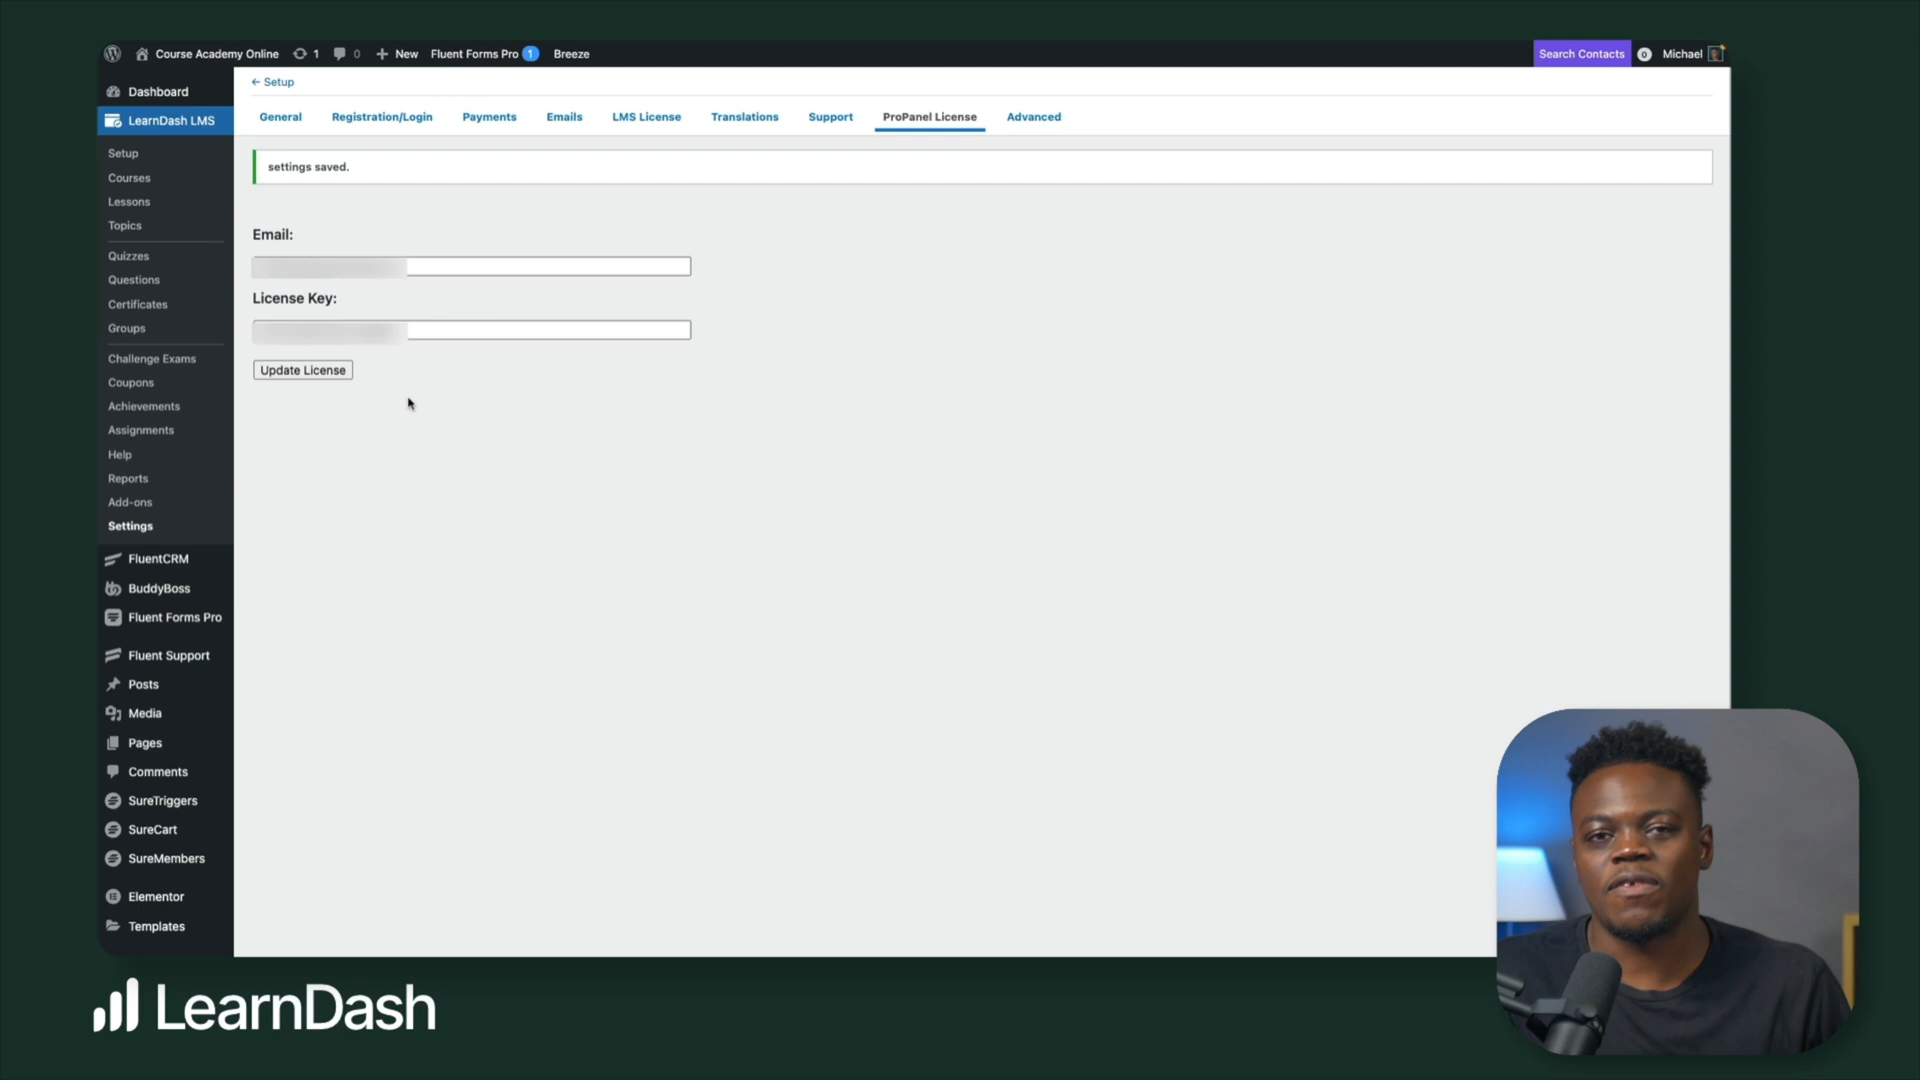 Course Academy Online
1
0
New
Fluent Forms Pro 1
Breeze
Search Contacts
0
Michael
Dashboard
LearnDash LMS
Setup
Courses
Lessons
Topics
Quizzes
Questions
Certificates
Groups
Challenge Exams
Coupons
Achievements
Assignments
Help
Reports
Add-ons
Settings
FluentCRM
BuddyBoss
Fluent Forms Pro
Fluent Support
Posts
Media
Pages
Comments
SureTriggers
SureCart
SureMembers
Elementor
Templates
← Setup
General
Registration/Login
Payments
Emails
LMS License
Translations
Support
ProPanel License
Advanced
settings saved.
Email:
License Key:
Update License
LearnDash